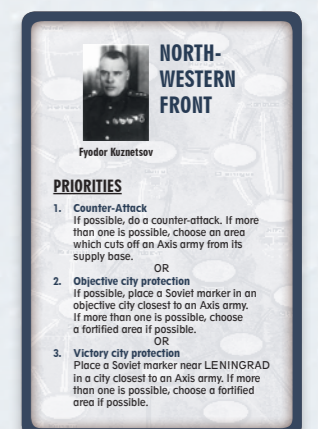 NORTH-
WESTERN
FRONT
Fyodor Kuznetsov
PRIORITIES
1. Counter-Attack
If possible, do a counter-attack. If more
than one is possible, choose an area
which cuts off an Axis army from its
supply base.
OR
2. Objective city protection
If possible, place a Soviet marker in an
objective city closest to an Axis army.
If more than one is possible, choose
a fortified area if possible.
OR
3. Victory city protection
Place a Soviet marker near LENINGRAD
in a city closest to an Axis army. If more
than one is possible, choose a fortified
area if possible.